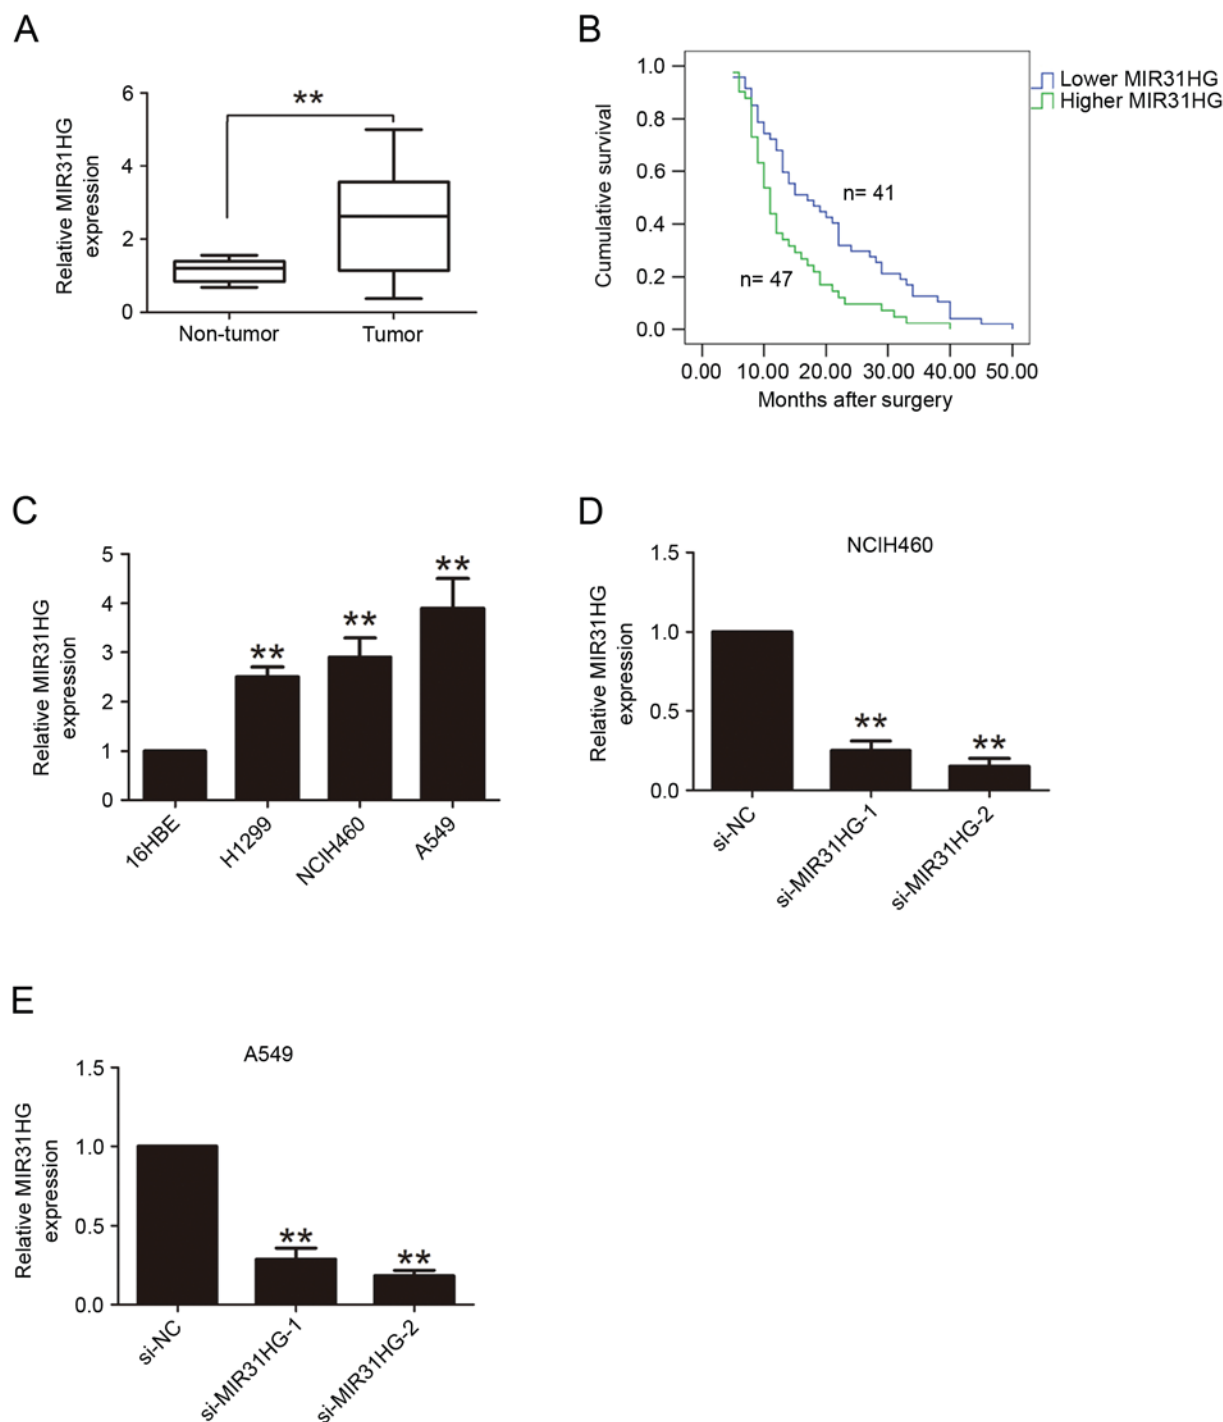 A
Relative MIR31HG
expression
6
4
2
0
**
Non-tumor
Tumor
B
Cumulative survival
1.0
0.8
0.6
0.4
0.2
0.0
n= 41
n= 47
Lower MIR31HG
Higher MIR31HG
0.00 10.00 20.00 30.00 40.00 50.00
Months after surgery
C
Relative MIR31HG
expression
5
4
3
2
1
0
**
**
**
16HBE
H1299
NCIH460
A549
D
NCIH460
Relative MIR31HG
expression
1.5
1.0
0.5
0.0
**
**
si-NC
si-MIR31HG-1
si-MIR31HG-2
E
A549
Relative MIR31HG
expression
1.5
1.0
0.5
0.0
**
**
si-NC
si-MIR31HG-1
si-MIR31HG-2